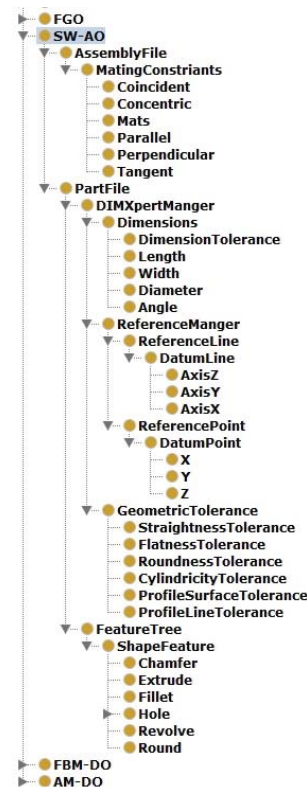 FGO
SW-AO
AssemblyFile
MatingConstriants
Coincident
Concentric
Mats
Parallel
Perpendicular
Tangent
PartFile
DIMXpertManger
Dimensions
DimensionTolerance
Length
Width
Diameter
Angle
ReferenceManger
ReferenceLine
DatumLine
AxisZ
AxisY
AxisX
ReferencePoint
DatumPoint
X
Y
Z
GeometricTolerance
StraightnessTolerance
FlatnessTolerance
RoundnessTolerance
CylindricityTolerance
ProfileSurfaceTolerance
ProfileLineTolerance
FeatureTree
ShapeFeature
Chamfer
Extrude
Fillet
Hole
Revolve
Round
FBM-DO
AM-DO